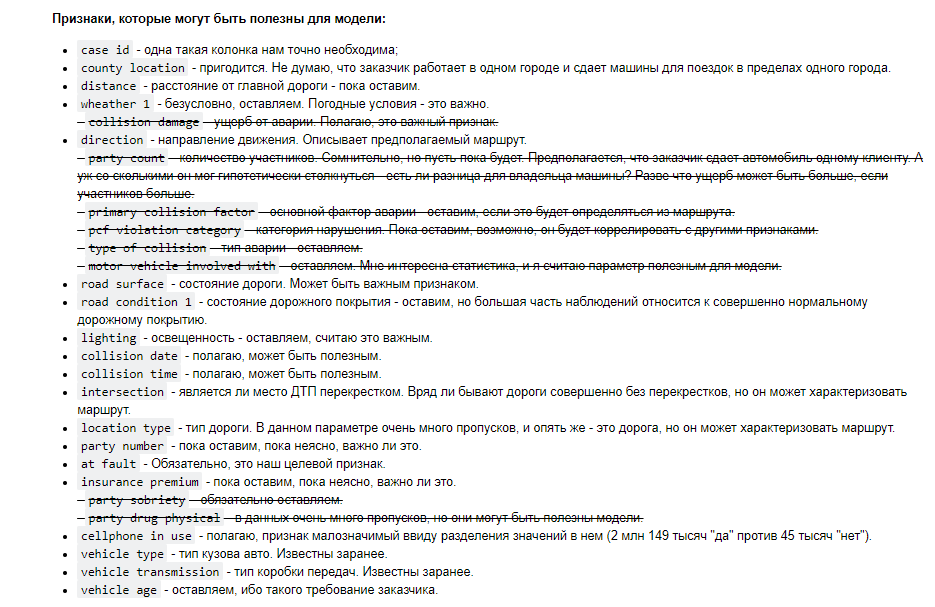 Признаки, которые могут быть полезны для модели:
case id - одна такая колонка нам точно необходима;
county location - пригодится. Не думаю, что заказчик работает в одном городе и сдает машины для поездок в пределах одного города.
distance - расстояние от главной дороги - пока оставим.
wheather 1 - безусловно, оставляем. Погодные условия - это важно.
– collision damage – ущерб от аварии. Полагаю, это важный признак.
direction - направление движения. Описывает предполагаемый маршрут.
– party count – количество участников. Сомнительно, но пусть пока будет. Предполагается, что заказчик сдает автомобиль одному клиенту. А
уж со сколькими он мог гипотетически столкнуться - есть ли разница для владельца машины? Разве что ущерб может быть больше, если
участников больше.
– primary collision factor – основной фактор аварии - оставим, если это будет определяться из маршрута.
– pcf violation category – категория нарушения. Пока оставим, возможно, он будет коррелировать с другими признаками.
– type of collision – тип аварии - оставляем.
– motor vehicle involved with – оставляем. Мне интересна статистика, и я считаю параметр полезным для модели.
road surface - состояние дороги. Может быть важным признаком.
road condition 1 - состояние дорожного покрытия - оставим, но большая часть наблюдений относится к совершенно нормальному
дорожному покрытию.
lighting - освещенность - оставляем, считаю это важным.
collision date - полагаю, может быть полезным.
collision time - полагаю, может быть полезным.
intersection - является ли место ДТП перекрестком. Вряд ли бывают дороги совершенно без перекрестков, но он может характеризовать
маршрут.
location type - тип дороги. В данном параметре очень много пропусков, и опять же - это дорога, но он может характеризовать маршрут.
party number - пока оставим, пока неясно, важно ли это.
at fault - Обязательно, это наш целевой признак.
insurance premium - пока оставим, пока неясно, важно ли это.
– party sobriety – обязательно оставляем.
– party drug physical – в данных очень много пропусков, но они могут быть полезны модели.
cellphone in use - полагаю, признак малозначимый ввиду разделения значений в нем (2 млн 149 тысяч "да" против 45 тысяч "нет").
vehicle type - тип кузова авто. Известны заранее.
vehicle transmission - тип коробки передач. Известны заранее.
vehicle age - оставляем, ибо такого требование заказчика.